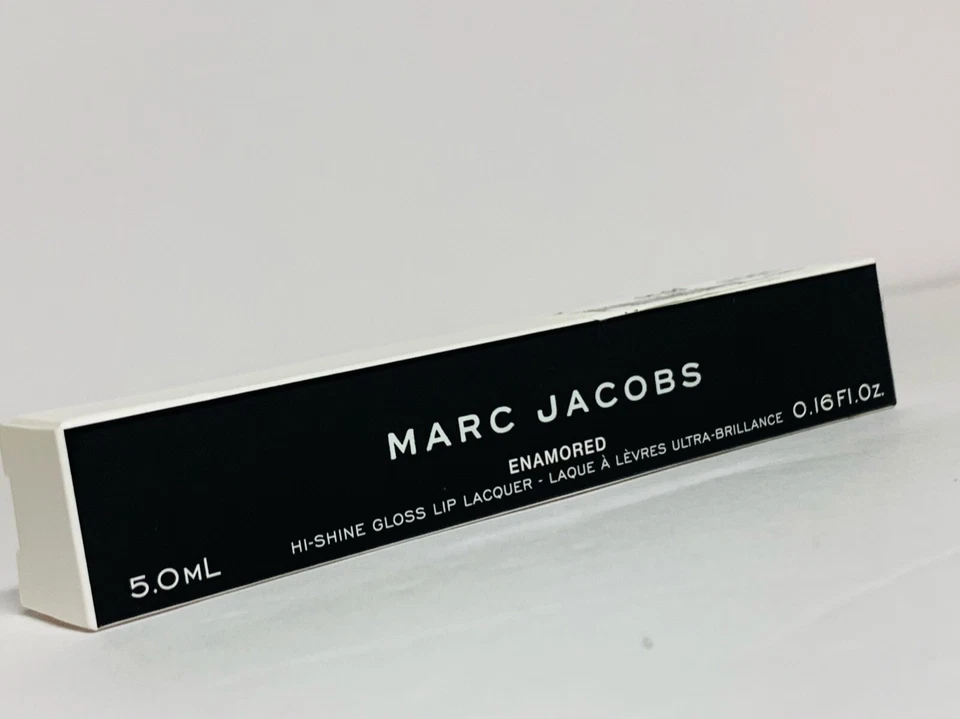 MARC JACOBS
ENAMORED
HI-SHINE GLOSS LIP LACQUER - LAQUE À LÈVRES ULTRA-BRILLANCE
5.0mL
0.16Fl.Oz.